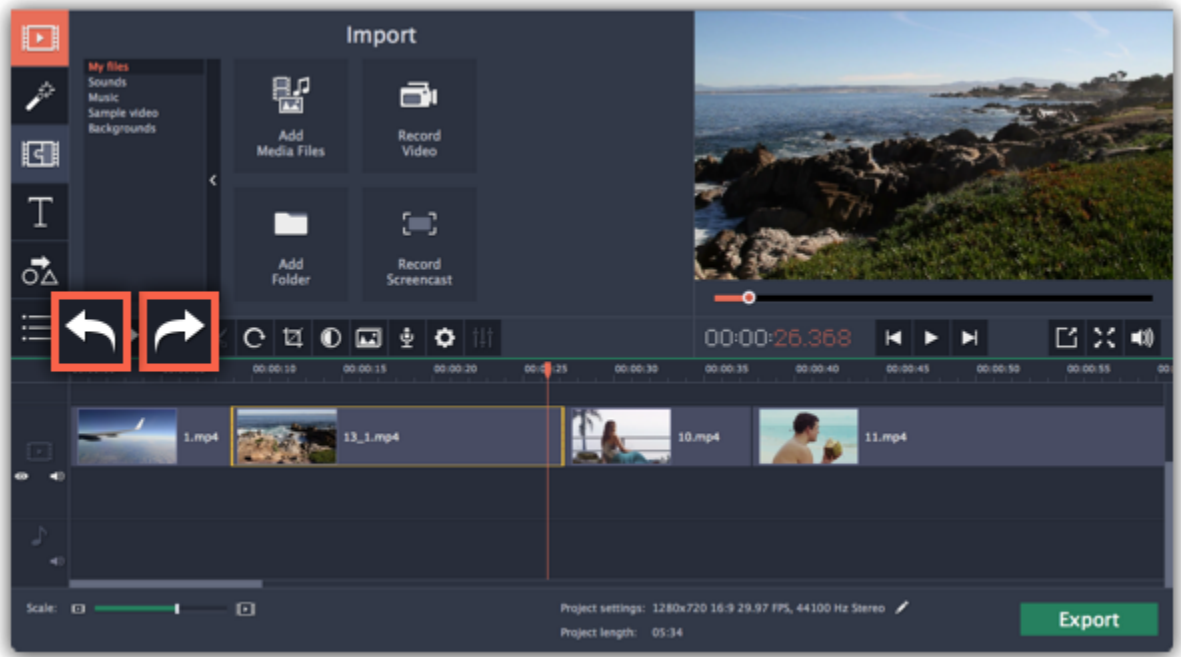 Import
My files
Sounds
Music
Sample video
Backgrounds
Add
Media Files
Record
Video
Add
Folder
Record
Screencast
T
00:00:26.368
00:00:10
00:00:15
00:00:20
00:00:30
00:00:35
00:00:40
00:00:45
00:00:50
00:00:55
1.mp4
13_1.mp4
10.mp4
11.mp4
Scale:
Project settings: 1280x720 16:9 29.97 FPS, 44100 Hz Stereo
Project length: 05:34
Export